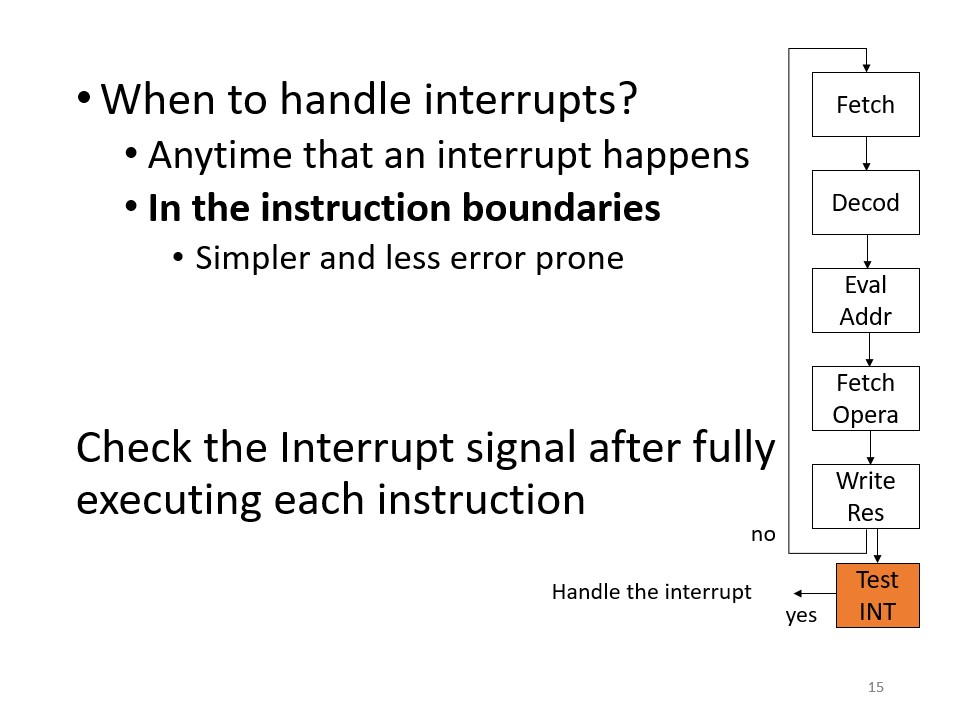 • When to handle interrupts?
• Anytime that an interrupt happens
• In the instruction boundaries
• Simpler and less error prone
Check the Interrupt signal after fully
executing each instruction
Fetch
Decod
Eval
Addr
Fetch
Opera
Write
Res
no
Test
INT
Handle the interrupt
yes
15